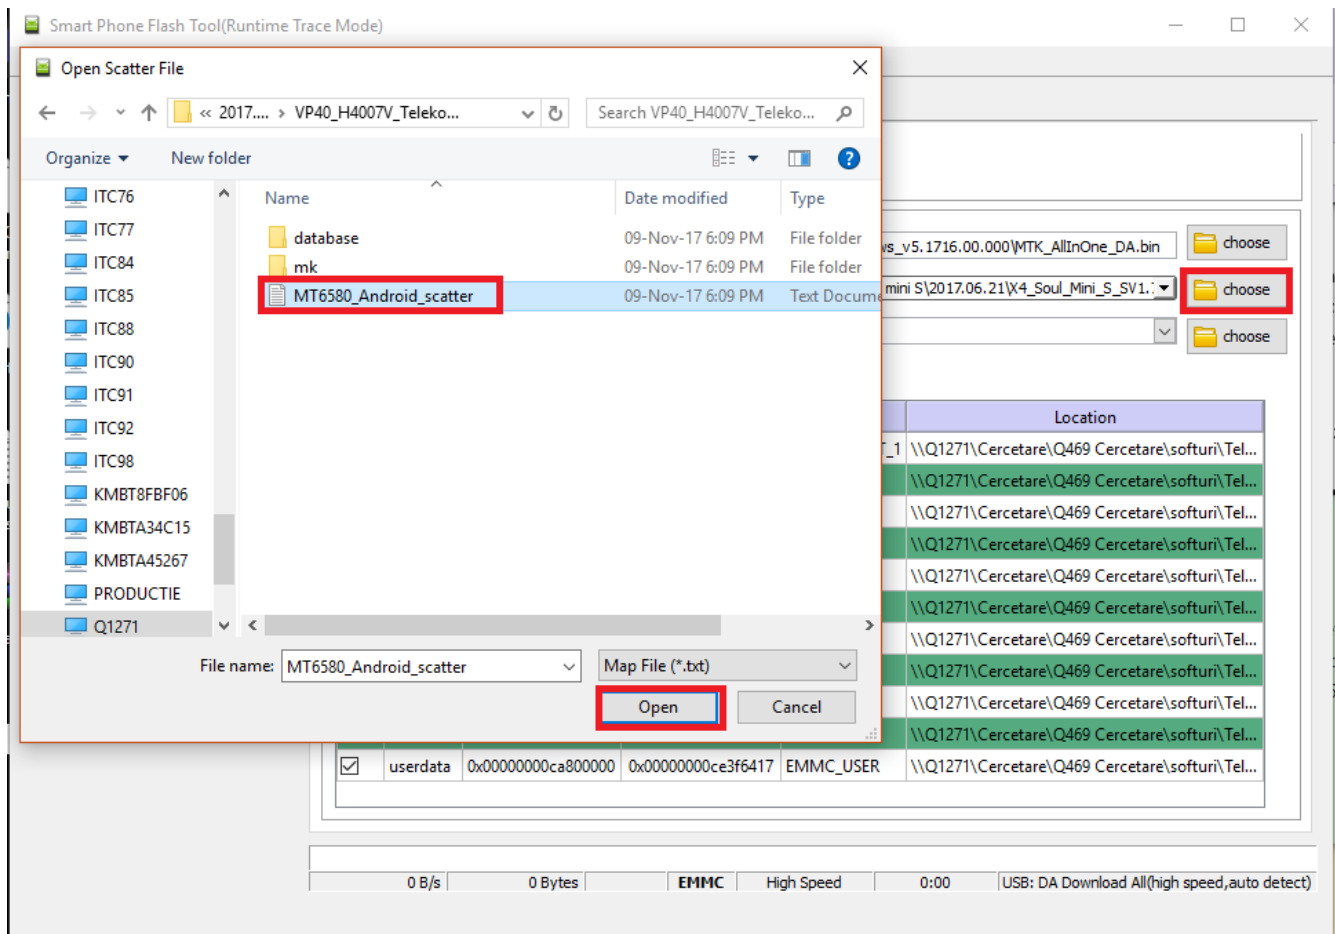 Smart Phone Flash Tool(Runtime Trace Mode)
Open Scatter File
« 2017.... › VP40_H4007V_Teleko...
Search VP40_H4007V_Teleko...
Organize
New folder
Name
Date modified
Type
ITC76
ITC77
ITC84
ITC85
ITC88
ITC90
ITC91
ITC92
ITC98
KMBT8FBF06
KMBTA34C15
KMBTA45267
PRODUCTIE
Q1271
database 09-Nov-17 6:09 PM File folder
mk 09-Nov-17 6:09 PM File folder
MT6580_Android_scatter 09-Nov-17 6:09 PM Text Docume
File name: MT6580_Android_scatter
Map File (*.txt)
Open
Cancel
_v5.1716.00.000\MTK_AllInOne_DA.bin
choose
mini S\2017.06.21\X4_Soul_Mini_S_SV1.
choose
choose
Location
_1 \\Q1271\Cercetare\Q469 Cercetare\softuri\Tel...
\\Q1271\Cercetare\Q469 Cercetare\softuri\Tel...
\\Q1271\Cercetare\Q469 Cercetare\softuri\Tel...
\\Q1271\Cercetare\Q469 Cercetare\softuri\Tel...
\\Q1271\Cercetare\Q469 Cercetare\softuri\Tel...
\\Q1271\Cercetare\Q469 Cercetare\softuri\Tel...
\\Q1271\Cercetare\Q469 Cercetare\softuri\Tel...
\\Q1271\Cercetare\Q469 Cercetare\softuri\Tel...
\\Q1271\Cercetare\Q469 Cercetare\softuri\Tel...
\\Q1271\Cercetare\Q469 Cercetare\softuri\Tel...
userdata 0x00000000ca800000 0x00000000ce3f6417 EMMC_USER \\Q1271\Cercetare\Q469 Cercetare\softuri\Tel...
0 B/s 0 Bytes EMMC High Speed 0:00 USB: DA Download All(high speed,auto detect)